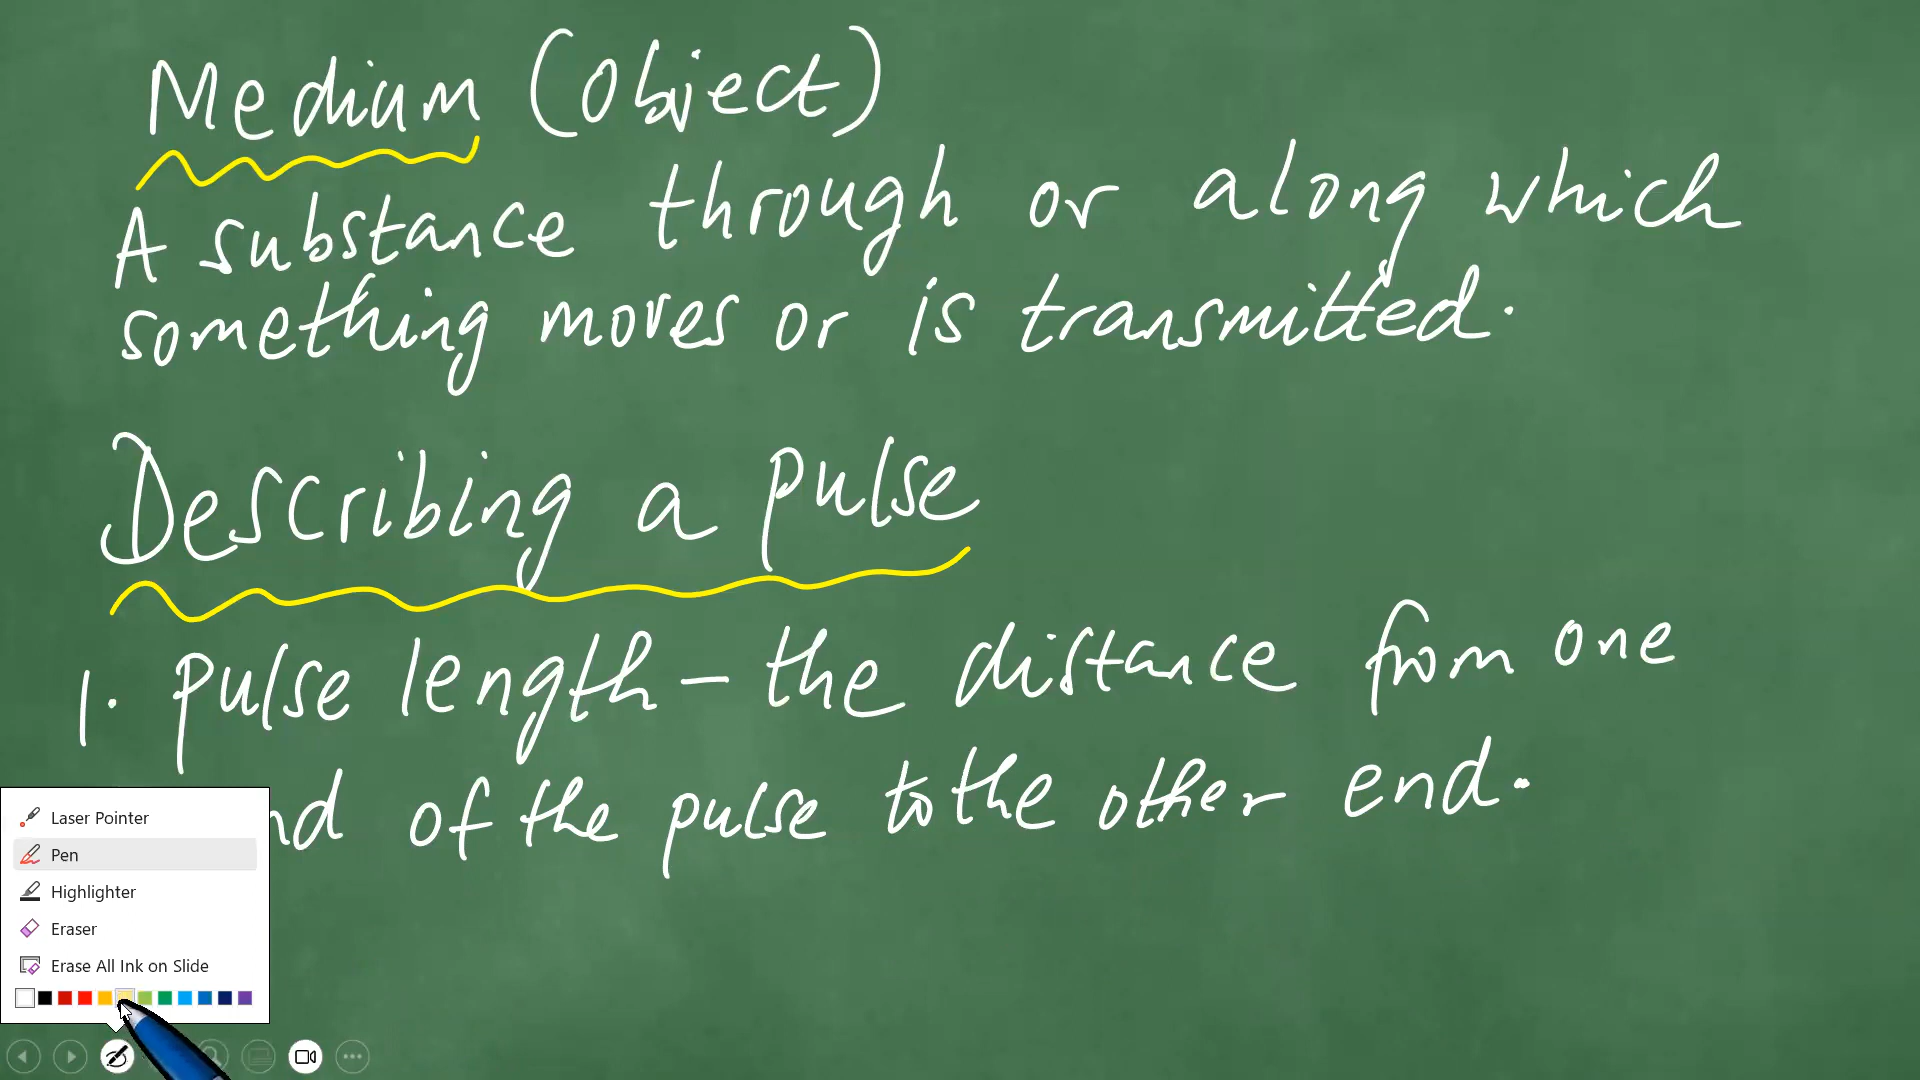 Medium (Object)
A substance through or along which
something moves or is transmitted.
Describing a pulse
1. pulse length – the distance from one
nd of the pulse to the other end.
Laser Pointer
Pen
Highlighter
Eraser
Erase All Ink on Slide